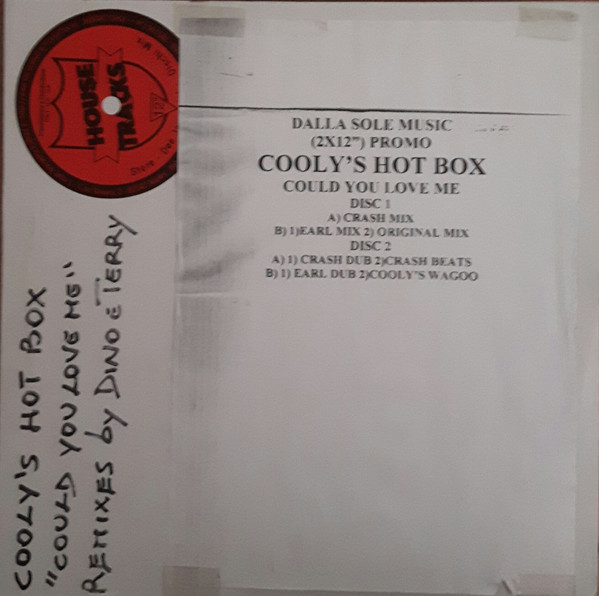 HOUSE
TRACKS
DALLA SOLE MUSIC
(2X12") PROMO
COOLY'S HOT BOX
COULD YOU LOVE ME
DISC 1
A) CRASH MIX
B) 1)EARL MIX 2) ORIGINAL MIX
DISC 2
A) 1) CRASH DUB 2)CRASH BEATS
B) 1) EARL DUB 2)COOLY'S WAGOO
COOLY'S HOT BOX
"COULD YOU LOVE ME"
REMIXES by DINO E TERRY